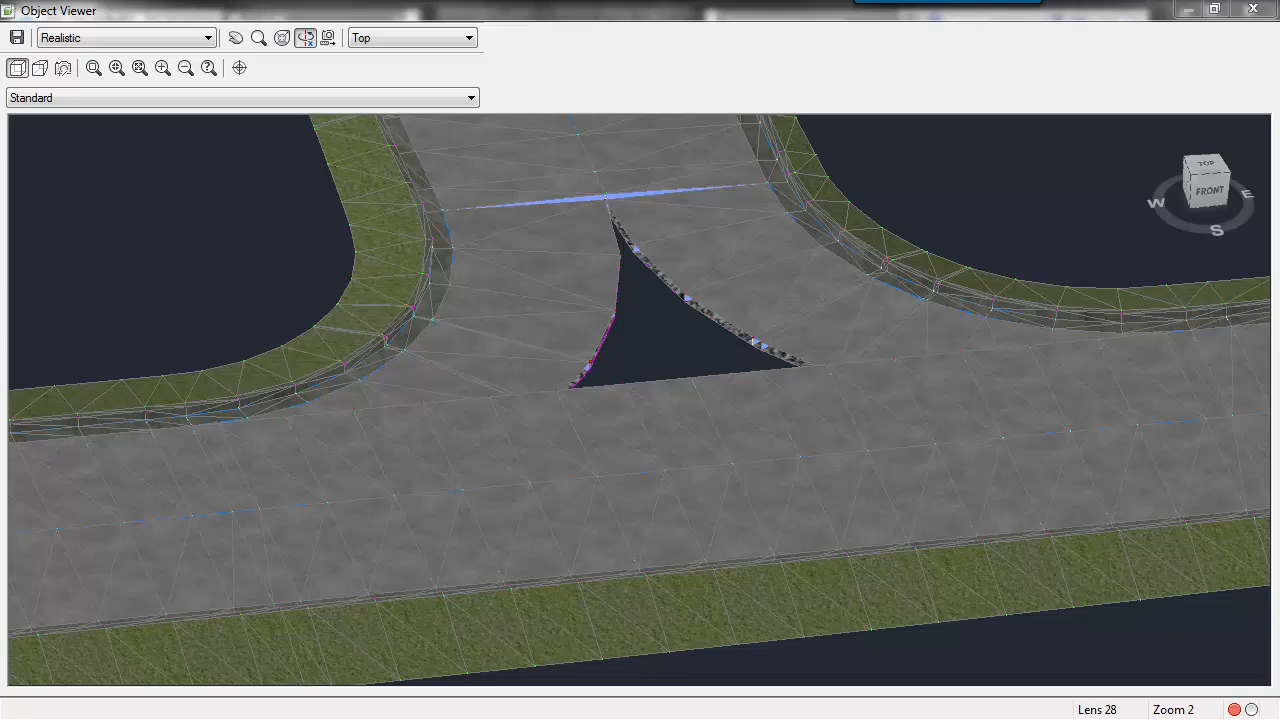 Object Viewer
Realistic
Top
Standard
TOP
FRONT
W
E
S
Lens 28
Zoom 2